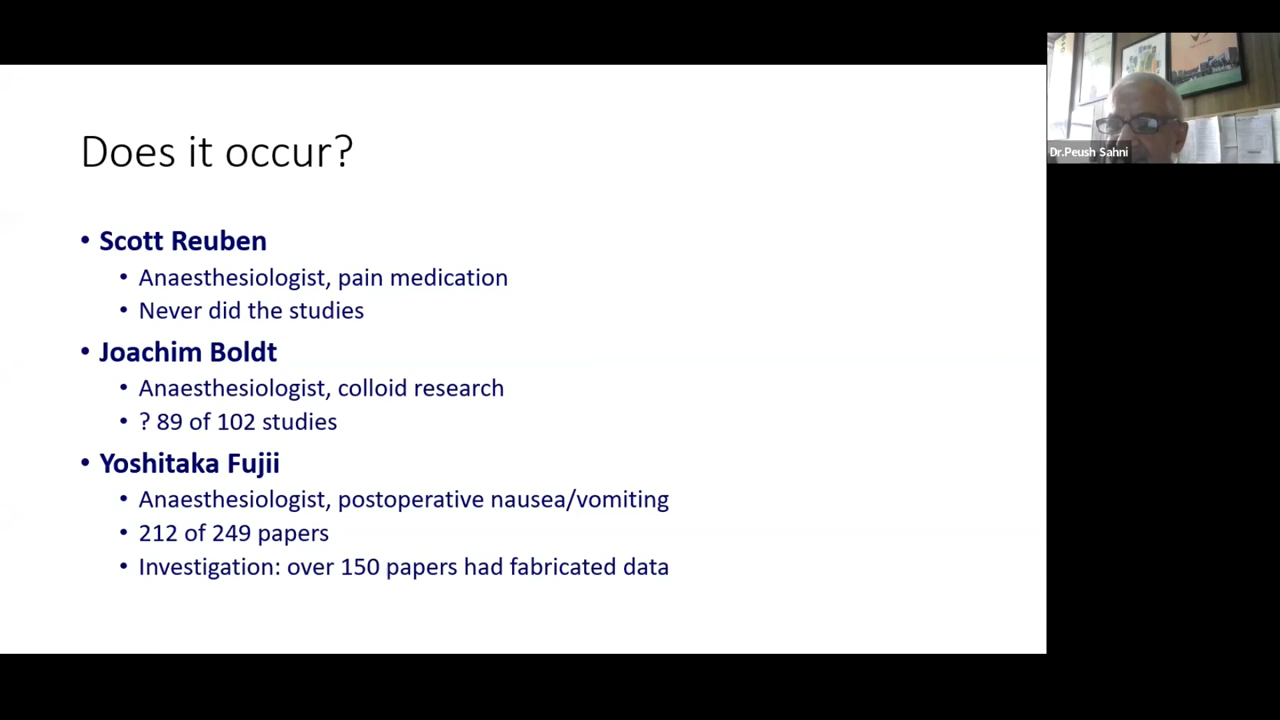 Does it occur?
• Scott Reuben
• Anaesthesiologist, pain medication
• Never did the studies
• Joachim Boldt
• Anaesthesiologist, colloid research
• ? 89 of 102 studies
• Yoshitaka Fujii
• Anaesthesiologist, postoperative nausea/vomiting
• 212 of 249 papers
• Investigation: over 150 papers had fabricated data
Dr.Peush Sahni